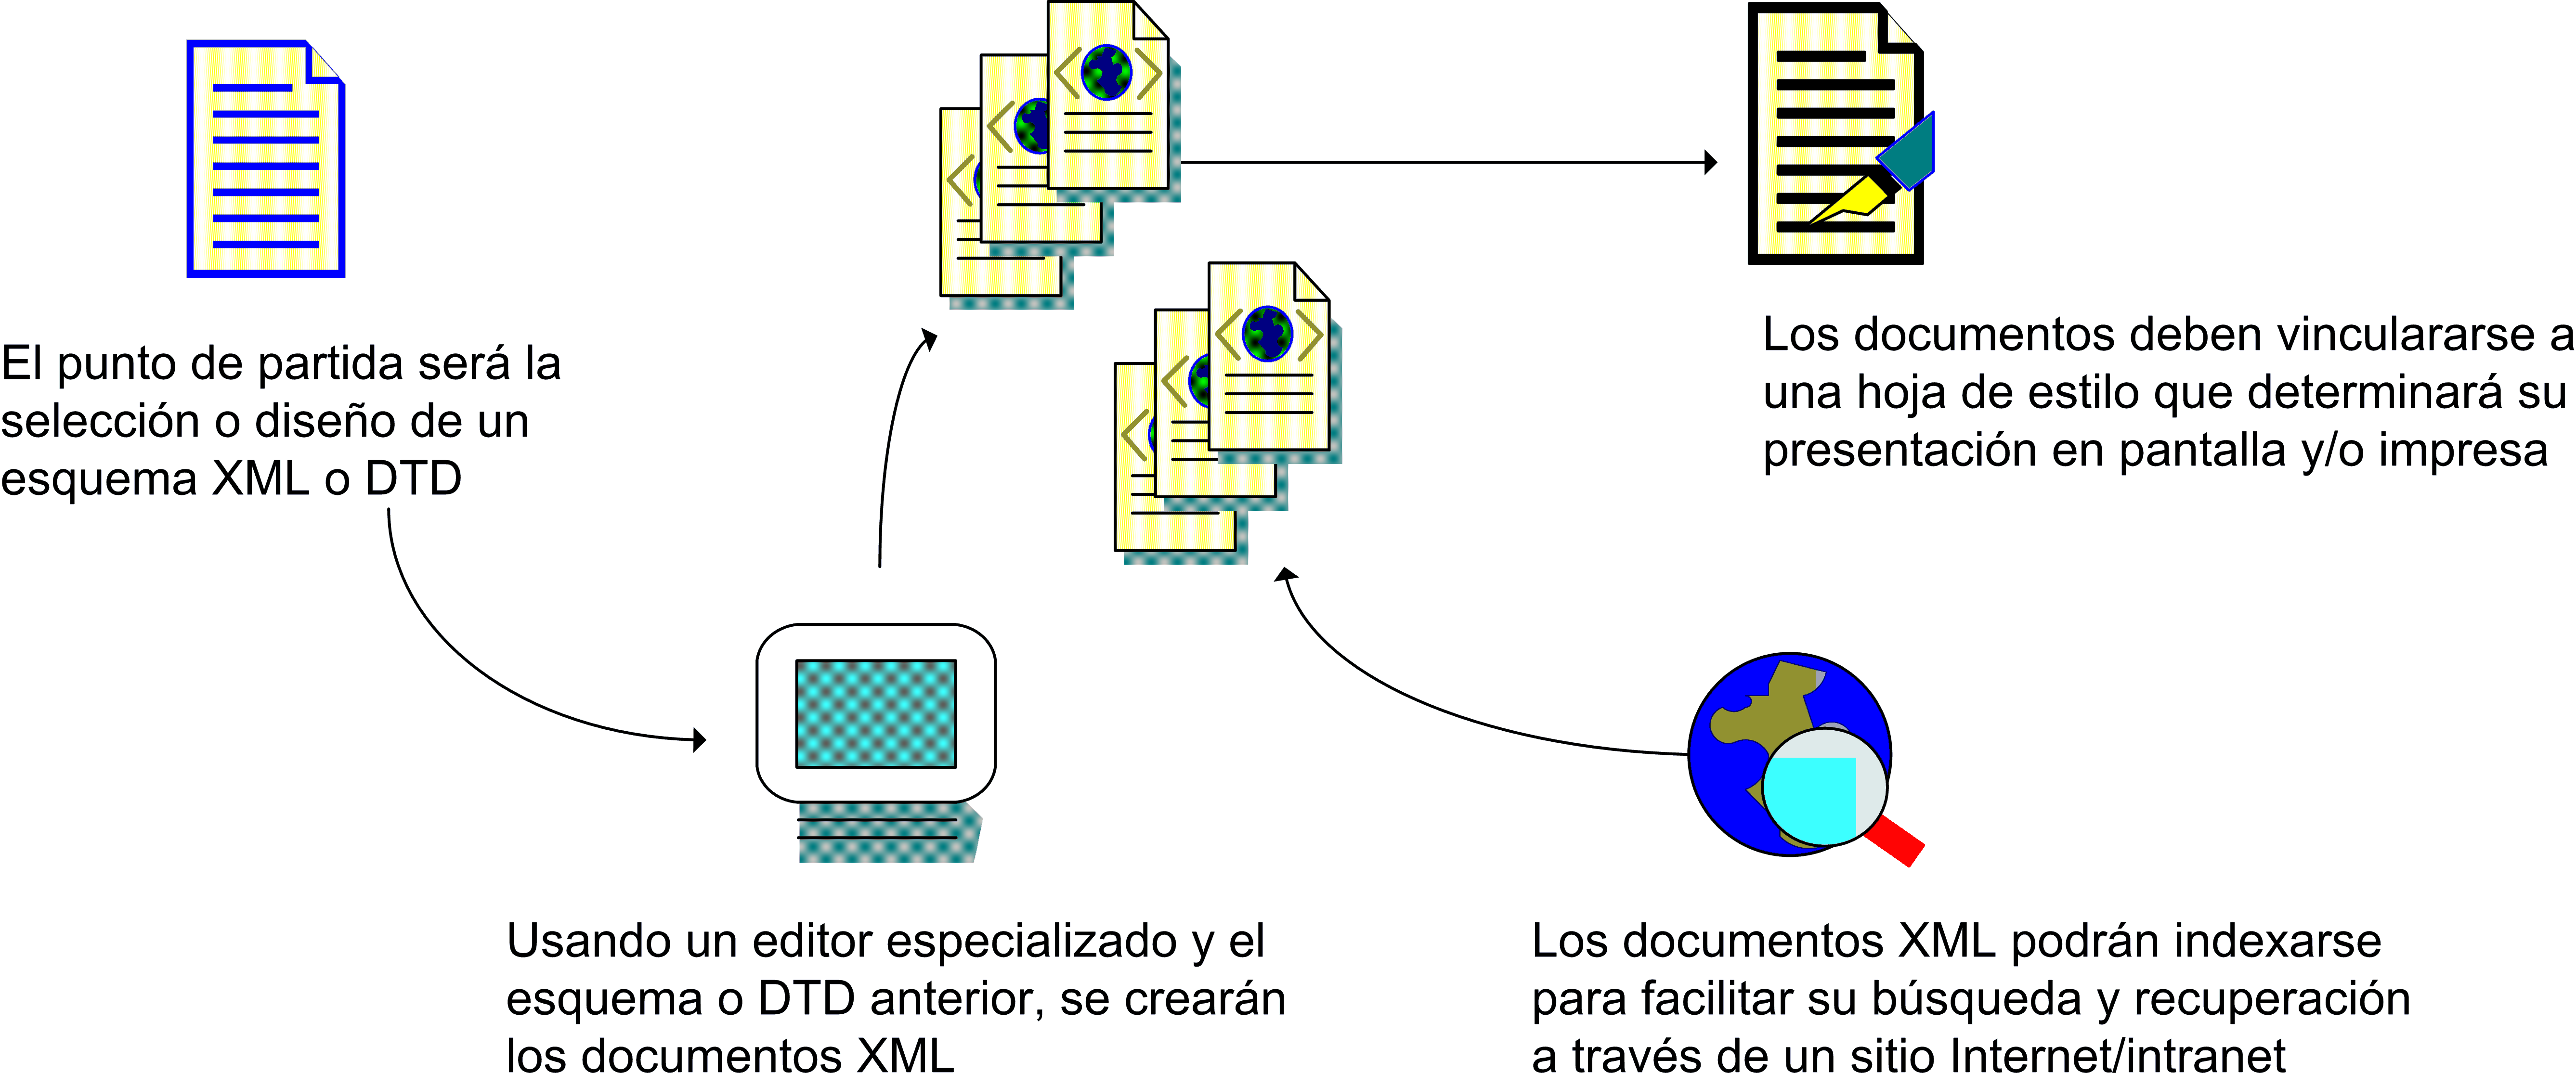 El punto de partida será la
selección o diseño de un
esquema XML o DTD
Los documentos deben vinculararse a
una hoja de estilo que determinará su
presentación en pantalla y/o impresa
Usando un editor especializado y el
esquema o DTD anterior, se crearán
los documentos XML
Los documentos XML podrán indexarse
para facilitar su búsqueda y recuperación
a través de un sitio Internet/intranet